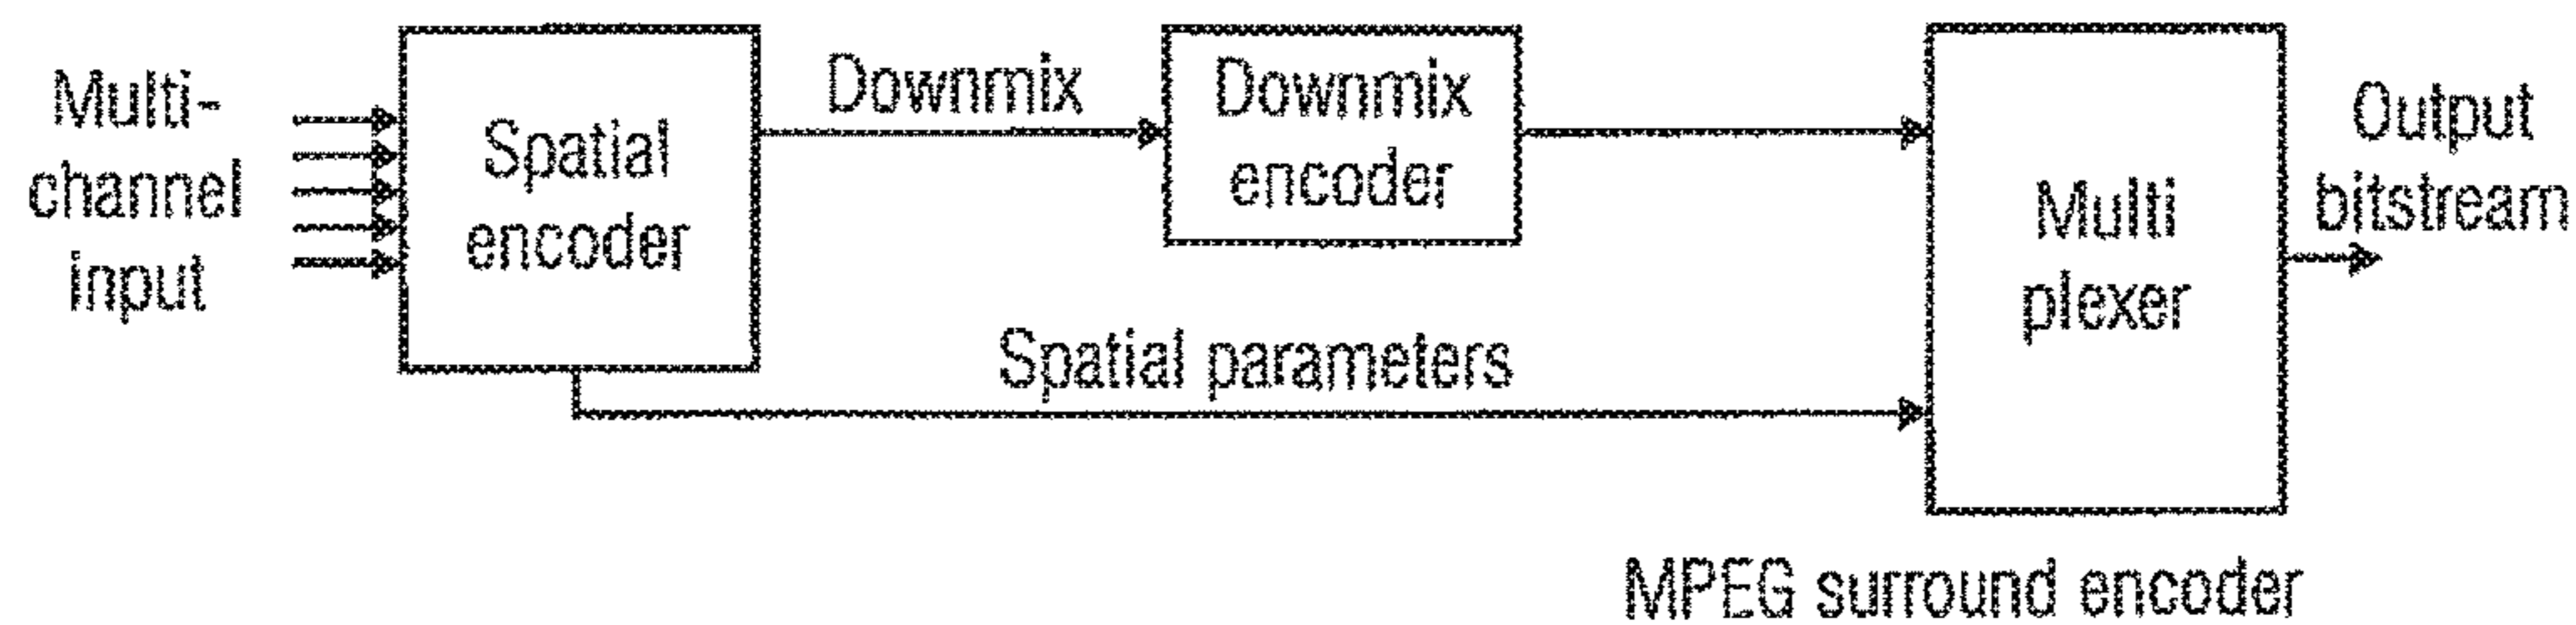 Multi-
channel
input
Spatial
encoder
Downmix
Downmix
encoder
Spatial parameters
Multi
plexer
Output
bitstream
MPEG surround encoder